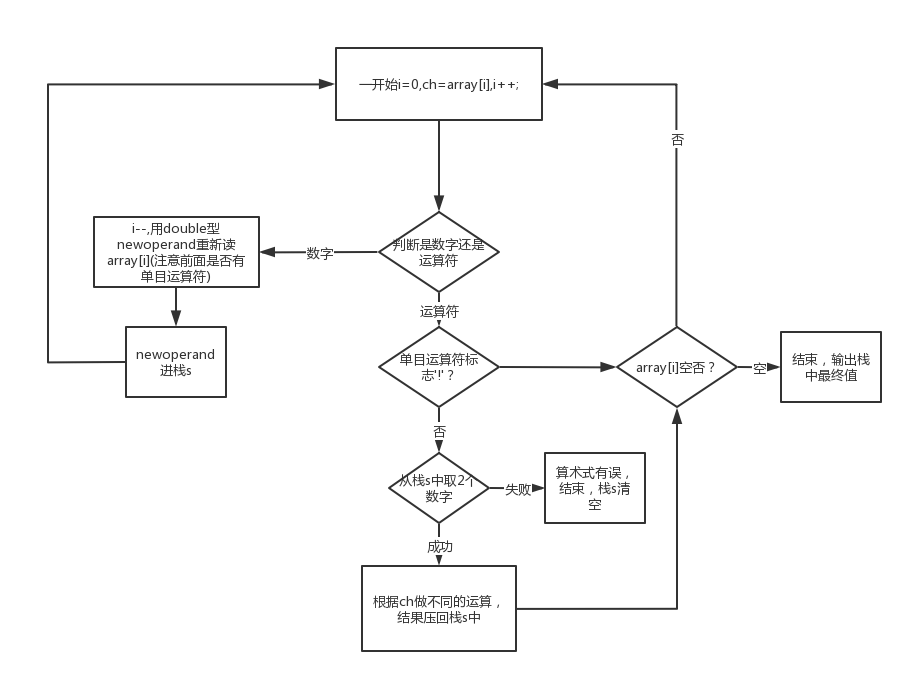 一开始i=0,ch=array[i],i++;
否
判断是数字还是
运算符
数字
i--,用double型
newoperand重新读
array[i](注意前面是否有
单目运算符)
运算符
newoperand
进栈s
单目运算符标
志'!'？
array[i]空否？
空
结束，输出栈
中最终值
否
从栈s中取2个
数字
失败
算术式有误，
结束，栈s清
空
成功
根据ch做不同的运算，
结果压回栈s中